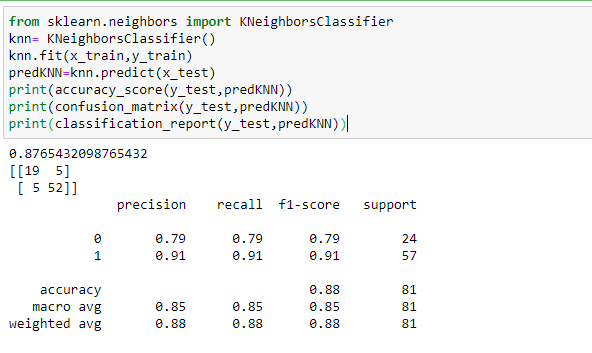 from sklearn.neighbors import KNeighborsClassifier
knn= KNeighborsClassifier()
knn.fit(x_train,y_train)
predKNN=knn.predict(x_test)
print(accuracy_score(y_test,predKNN))
print(confusion_matrix(y_test,predKNN))
print(classification_report(y_test,predKNN))
0.8765432098765432
[[19  5]
 [ 5 52]]
              precision    recall  f1-score   support

           0       0.79      0.79      0.79        24
           1       0.91      0.91      0.91        57

    accuracy                           0.88        81
   macro avg       0.85      0.85      0.85        81
weighted avg       0.88      0.88      0.88        81